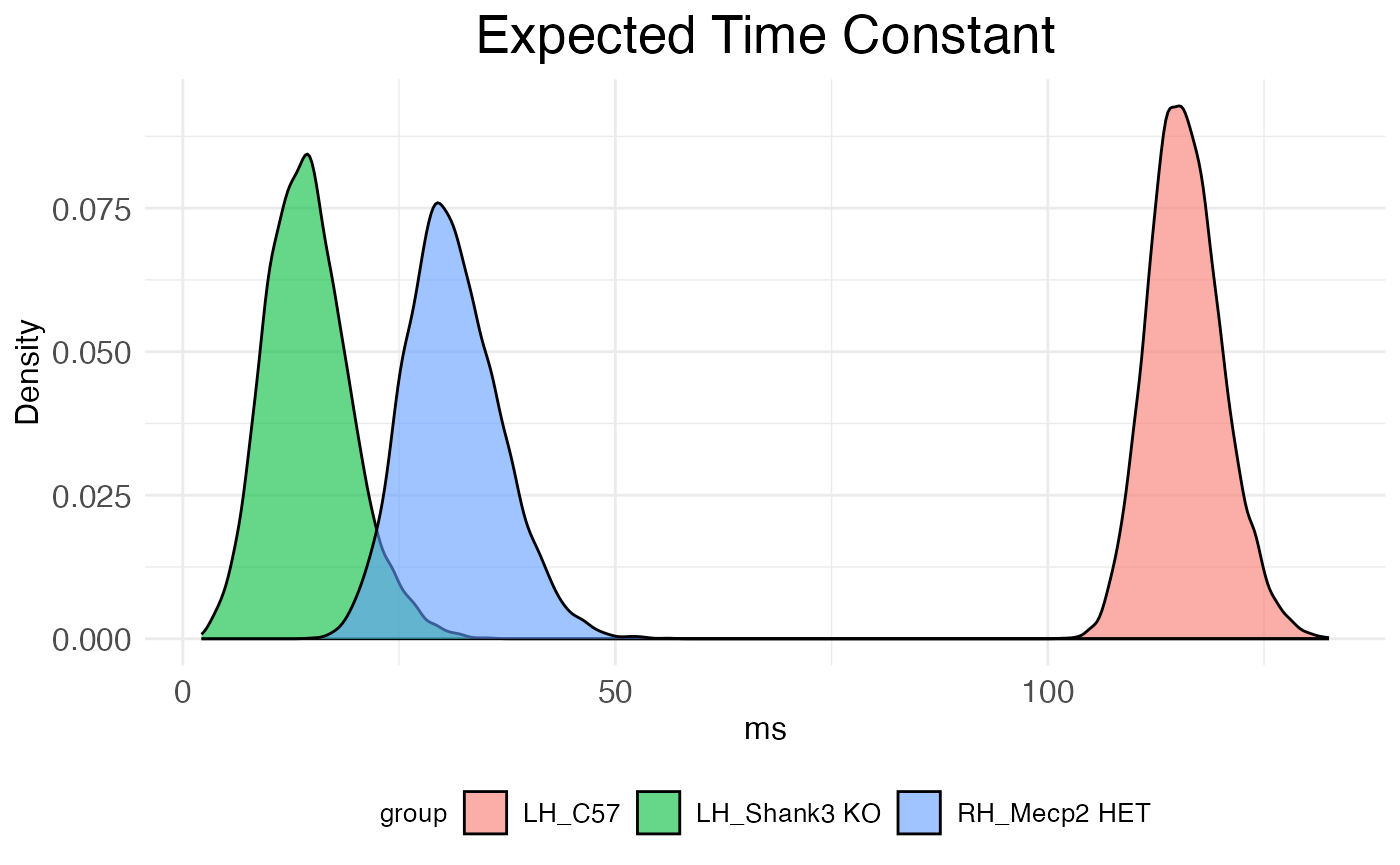 Expected Time Constant
0.075
0.050
0.025
0.000
Density
0 50 100
ms
group LH_C57 LH_Shank3 KO RH_Mecp2 HET